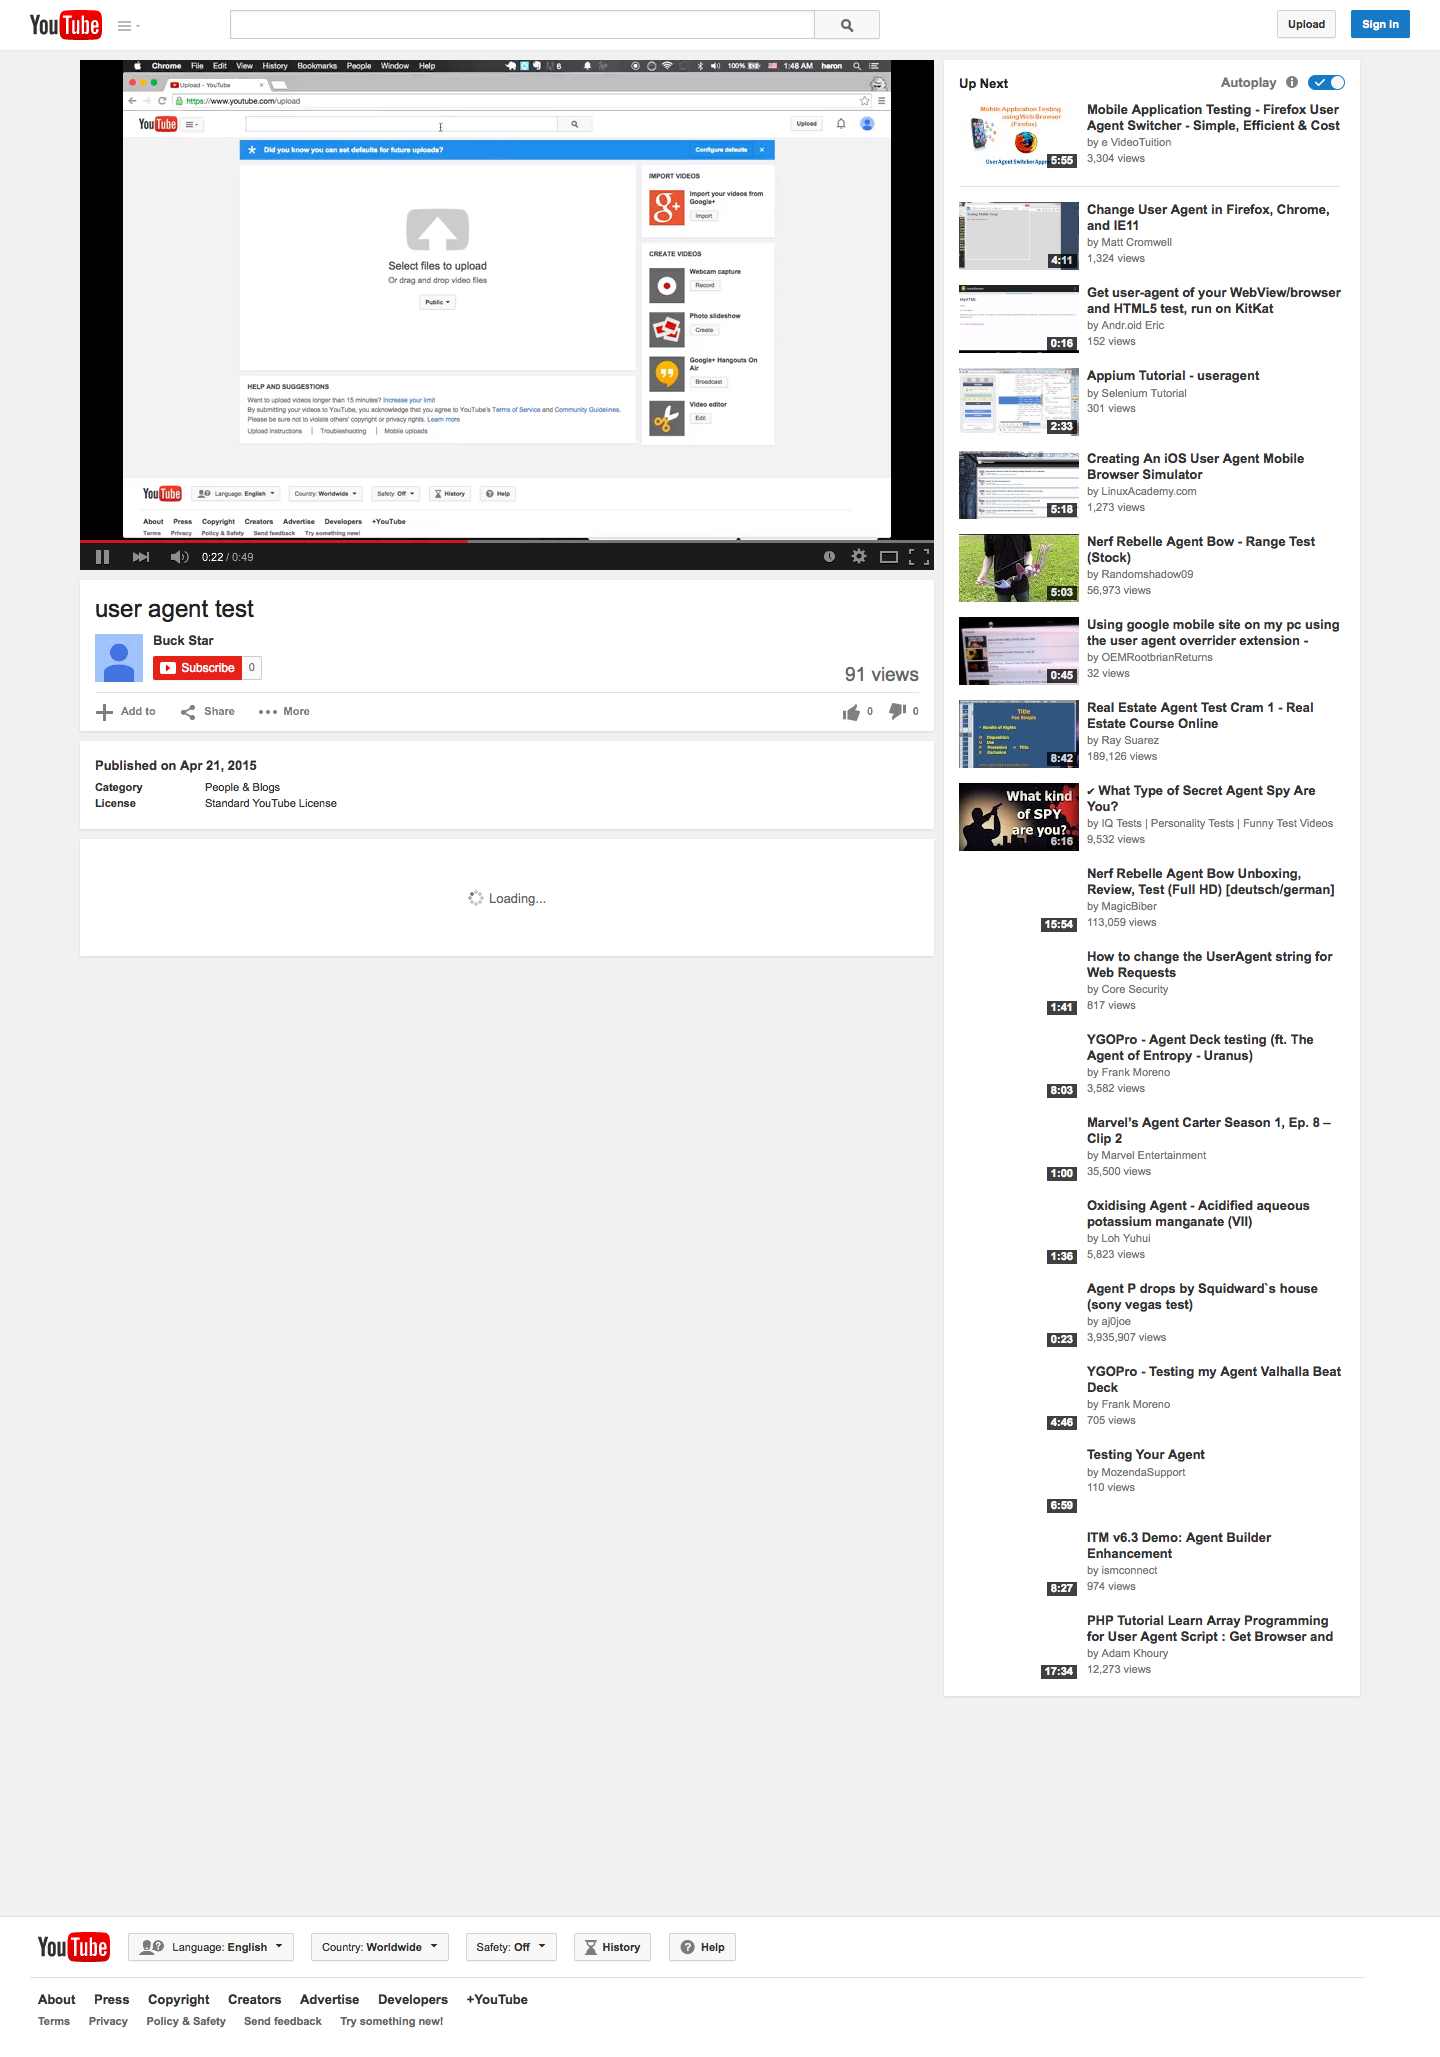 YouTube
Upload
Sign in
Chrome File Edit View History Bookmarks People Window Help
6
100%
1:48 AM heron
Upload - YouTube
https://www.youtube.com/upload
YouTube
Upload
Did you know you can set defaults for future uploads?
Configure defaults
Select files to upload
Or drag and drop video files
Public
IMPORT VIDEOS
Import your videos from
Google+
Import
CREATE VIDEOS
Webcam capture
Record
Photo slideshow
Create
Google+ Hangouts On
Air
Broadcast
Video editor
Edit
HELP AND SUGGESTIONS
Want to upload videos longer than 15 minutes? Increase your limit
By submitting your videos to YouTube, you acknowledge that you agree to YouTube's Terms of Service and Community Guidelines.
Please be sure not to violate others' copyright or privacy rights. Learn more
Upload instructions | Troubleshooting | Mobile uploads
YouTube
Language: English
Country: Worldwide
Safety: Off
History
Help
About Press Copyright Creators Advertise Developers +YouTube
Terms Privacy Policy & Safety Send feedback Try something new!
0:22 / 0:49
user agent test
Buck Star
Subscribe 0
91 views
Add to
Share
More
0
0
Published on Apr 21, 2015
Category People & Blogs
License Standard YouTube License
Loading...
Up Next
Autoplay
Mobile Application Testing
using Web Browser
(Firefox)
5:55
Mobile Application Testing - Firefox User
Agent Switcher - Simple, Efficient & Cost
by e VideoTuition
3,304 views
4:11
Change User Agent in Firefox, Chrome,
and IE11
by Matt Cromwell
1,324 views
0:16
Get user-agent of your WebView/browser
and HTML5 test, run on KitKat
by Andr.oid Eric
152 views
2:33
Appium Tutorial - useragent
by Selenium Tutorial
301 views
5:18
Creating An iOS User Agent Mobile
Browser Simulator
by LinuxAcademy.com
1,273 views
5:03
Nerf Rebelle Agent Bow - Range Test
(Stock)
by Randomshadow09
56,973 views
0:45
Using google mobile site on my pc using
the user agent overrider extension -
by OEMRootbrianReturns
32 views
Title
Fee Simple
8:42
Real Estate Agent Test Cram 1 - Real
Estate Course Online
by Ray Suarez
189,126 views
What kind
of SPY
are you?
6:16
✔ What Type of Secret Agent Spy Are
You?
by IQ Tests | Personality Tests | Funny Test Videos
9,532 views
15:54
Nerf Rebelle Agent Bow Unboxing,
Review, Test (Full HD) [deutsch/german]
by MagicBiber
113,059 views
1:41
How to change the UserAgent string for
Web Requests
by Core Security
817 views
8:03
YGOPro - Agent Deck testing (ft. The
Agent of Entropy - Uranus)
by Frank Moreno
3,582 views
1:00
Marvel's Agent Carter Season 1, Ep. 8 –
Clip 2
by Marvel Entertainment
35,500 views
1:36
Oxidising Agent - Acidified aqueous
potassium manganate (VII)
by Loh Yuhui
5,823 views
0:23
Agent P drops by Squidward`s house
(sony vegas test)
by aj0joe
3,935,907 views
4:46
YGOPro - Testing my Agent Valhalla Beat
Deck
by Frank Moreno
705 views
6:59
Testing Your Agent
by MozendaSupport
110 views
8:27
ITM v6.3 Demo: Agent Builder
Enhancement
by ismconnect
974 views
17:34
PHP Tutorial Learn Array Programming
for User Agent Script : Get Browser and
by Adam Khoury
12,273 views
YouTube
Language: English
Country: Worldwide
Safety: Off
History
Help
About Press Copyright Creators Advertise Developers +YouTube
Terms Privacy Policy & Safety Send feedback Try something new!